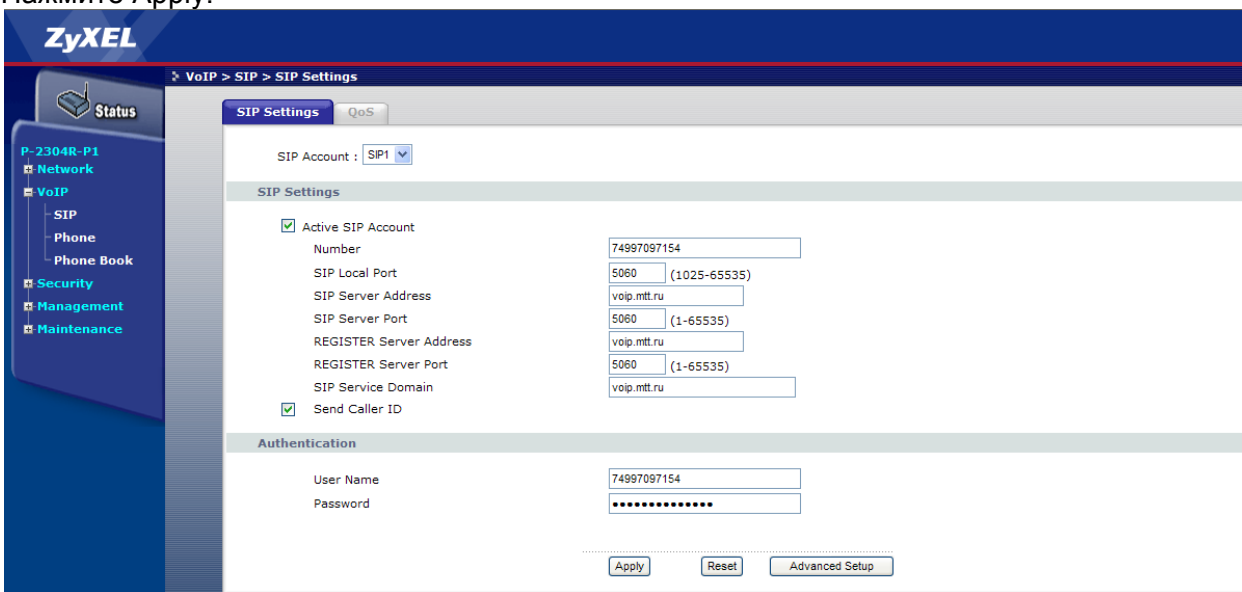 Нажмите Apply.
ZyXEL
VoIP > SIP > SIP Settings
Status
SIP Settings QoS
P-2304R-P1
Network
VoIP
SIP
Phone
Phone Book
Security
Management
Maintenance
SIP Account : SIP1
SIP Settings
Active SIP Account
Number 74997097154
SIP Local Port 5060 (1025-65535)
SIP Server Address voip.mtt.ru
SIP Server Port 5060 (1-65535)
REGISTER Server Address voip.mtt.ru
REGISTER Server Port 5060 (1-65535)
SIP Service Domain voip.mtt.ru
Send Caller ID
Authentication
User Name 74997097154
Password ••••••••••••••
Apply Reset Advanced Setup